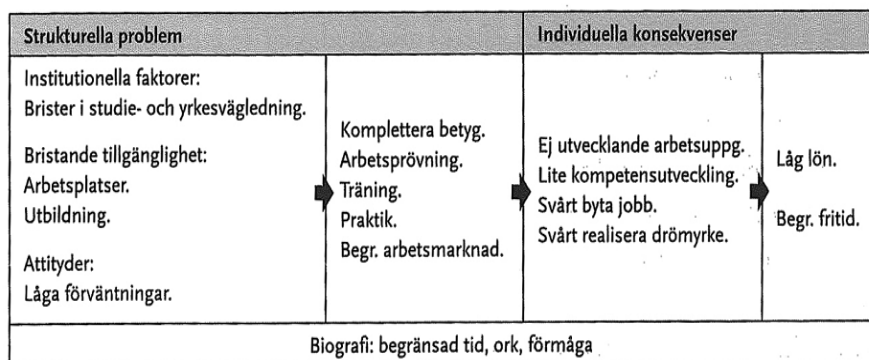 Strukturella problem
Individuella konsekvenser
Institutionella faktorer:
Brister i studie- och yrkesvägledning.
Bristande tillgänglighet:
Arbetsplatser.
Utbildning.
Attityder:
Låga förväntningar.
Komplettera betyg.
Arbetsprövning.
Träning.
Praktik.
Begr. arbetsmarknad.
Ej utvecklande arbetsuppg.
Lite kompetensutveckling.
Svårt byta jobb.
Svårt realisera drömyrke.
Låg lön.
Begr. fritid.
Biografi: begränsad tid, ork, förmåga